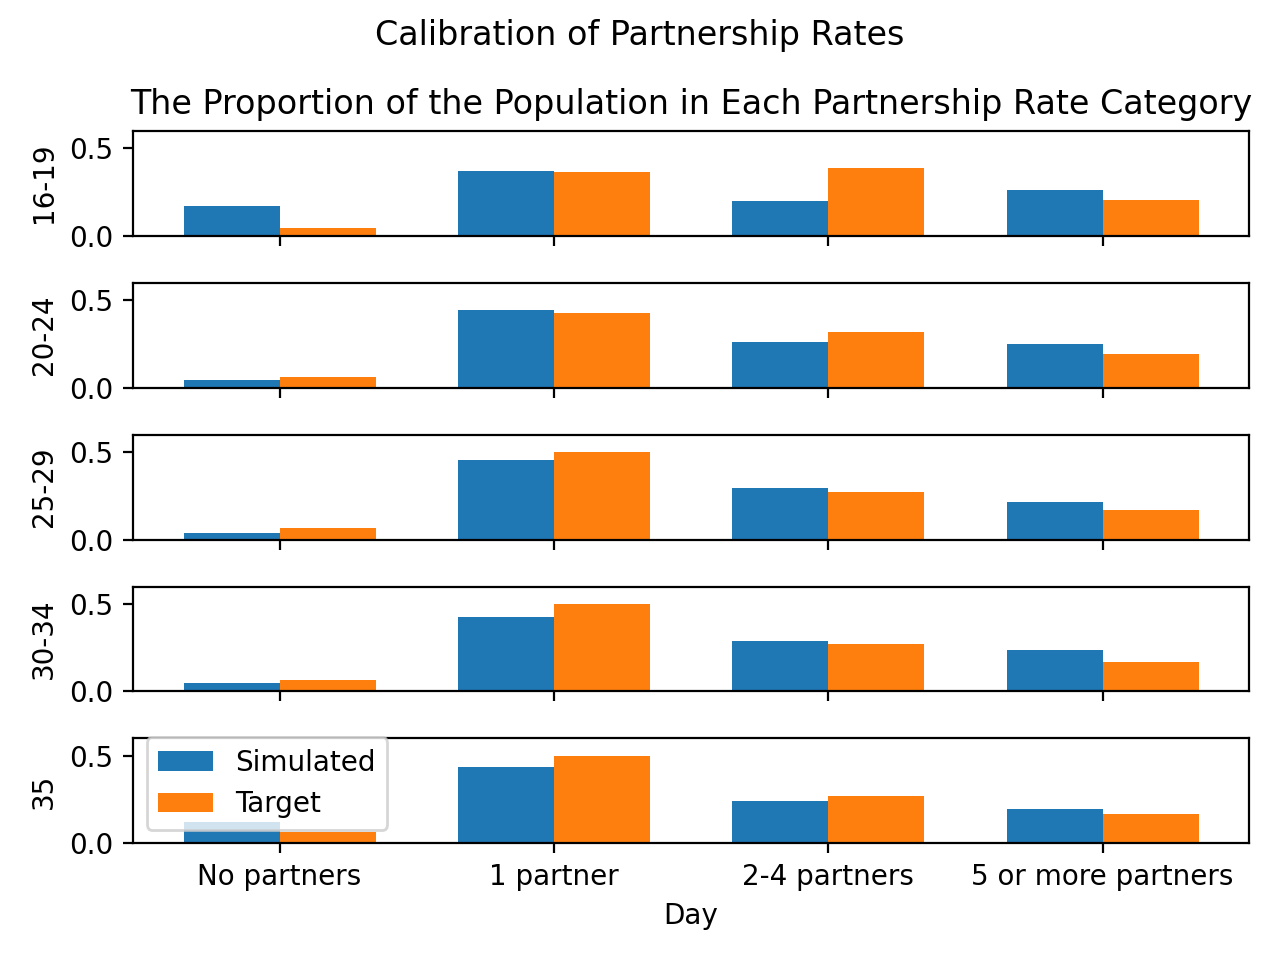 Calibration of Partnership Rates
The Proportion of the Population in Each Partnership Rate Category
16-19
0.5
0.0
20-24
0.5
0.0
25-29
0.5
0.0
30-34
0.5
0.0
35
0.5
0.0
Simulated
Target
No partners
1 partner
2-4 partners
5 or more partners
Day